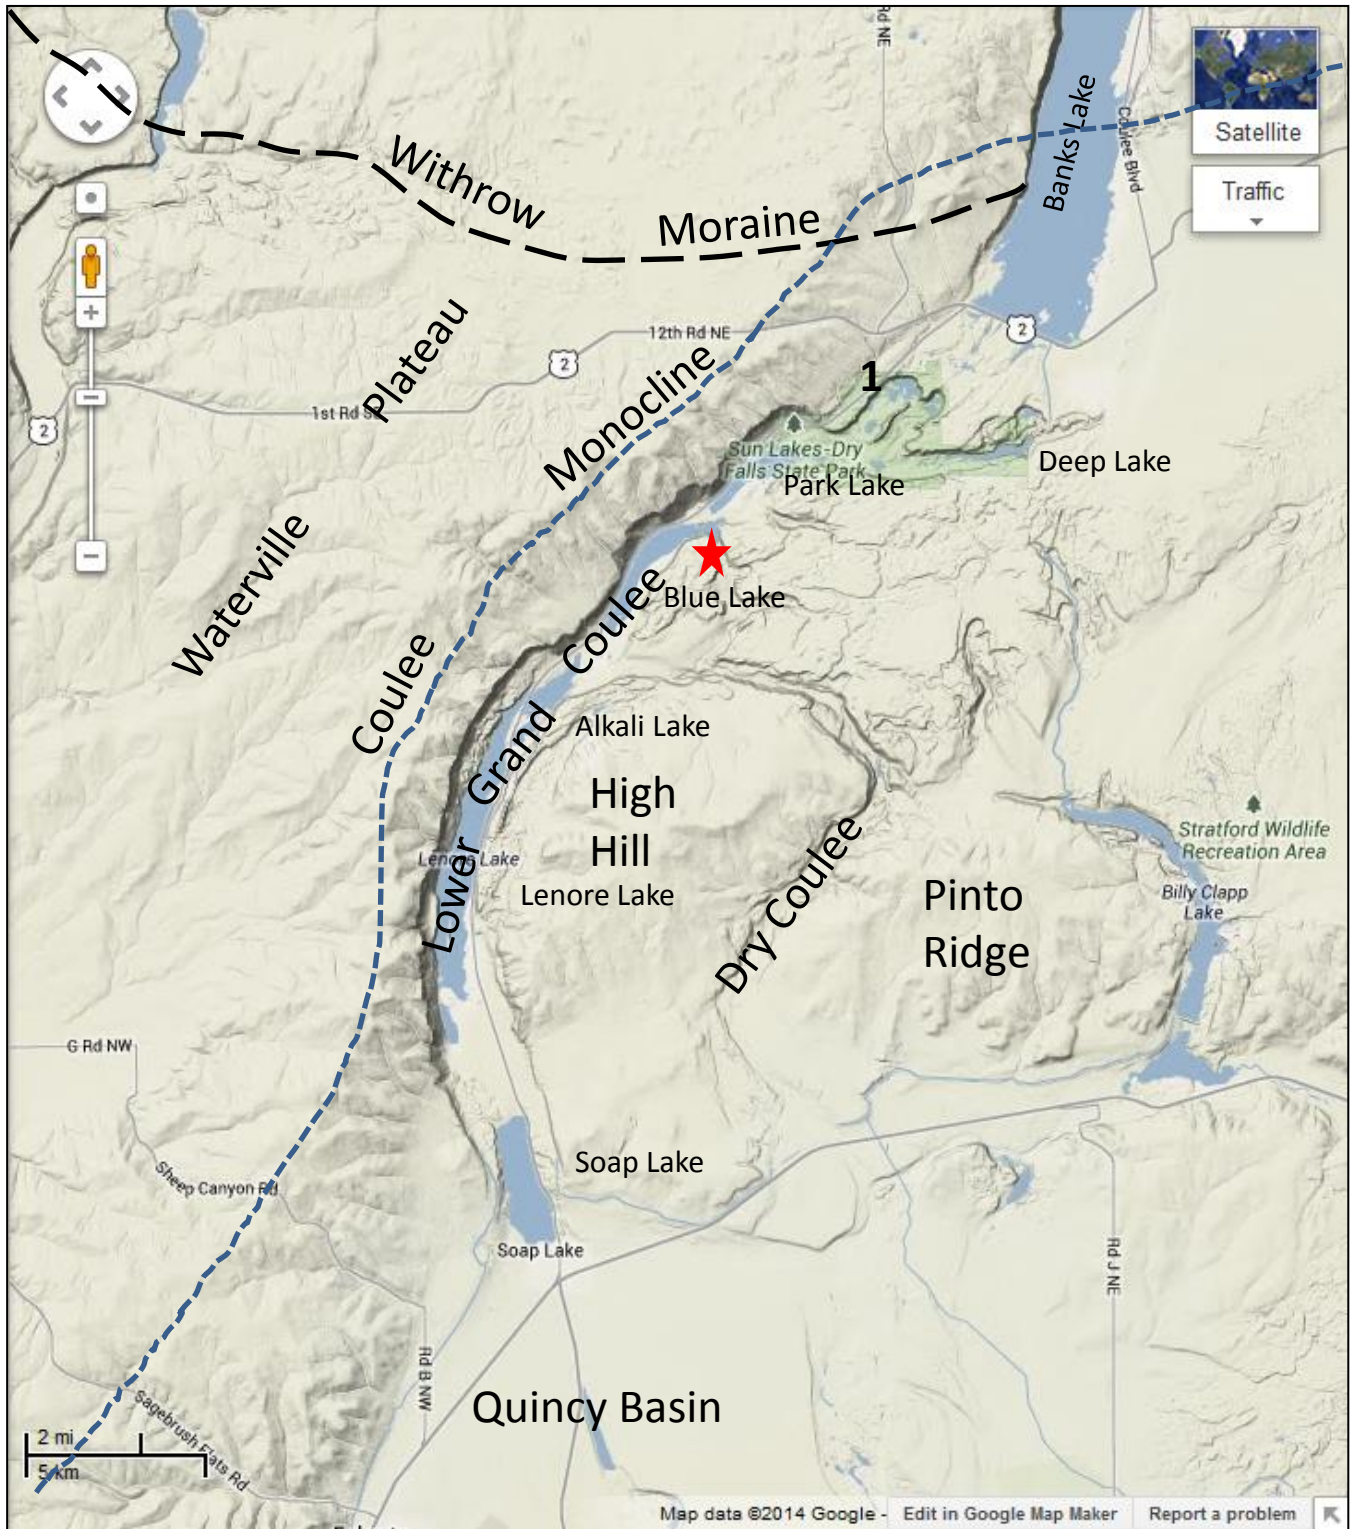 Rd NE
Satellite
Traffic
Banks Lake
Coulee Blvd
Withrow
Moraine
12th Rd NE
2
2
2
1st Rd S
Plateau
Monocline
1
Sun Lakes-Dry
Falls State Park
Park Lake
Deep Lake
Waterville
Coulee
Blue Lake
Lower Grand Coulee
Alkali Lake
High
Hill
Lenore Lake
Lenore Lake
Dry Coulee
Pinto
Ridge
Stratford Wildlife
Recreation Area
Billy Clapp
Lake
G Rd NW
Sheep Canyon Rd
Soap Lake
Soap Lake
Rd J NE
Rd B NW
Quincy Basin
Sagebrush Flats Rd
2 mi
5 km
Map data ©2014 Google -
Edit in Google Map Maker
Report a problem